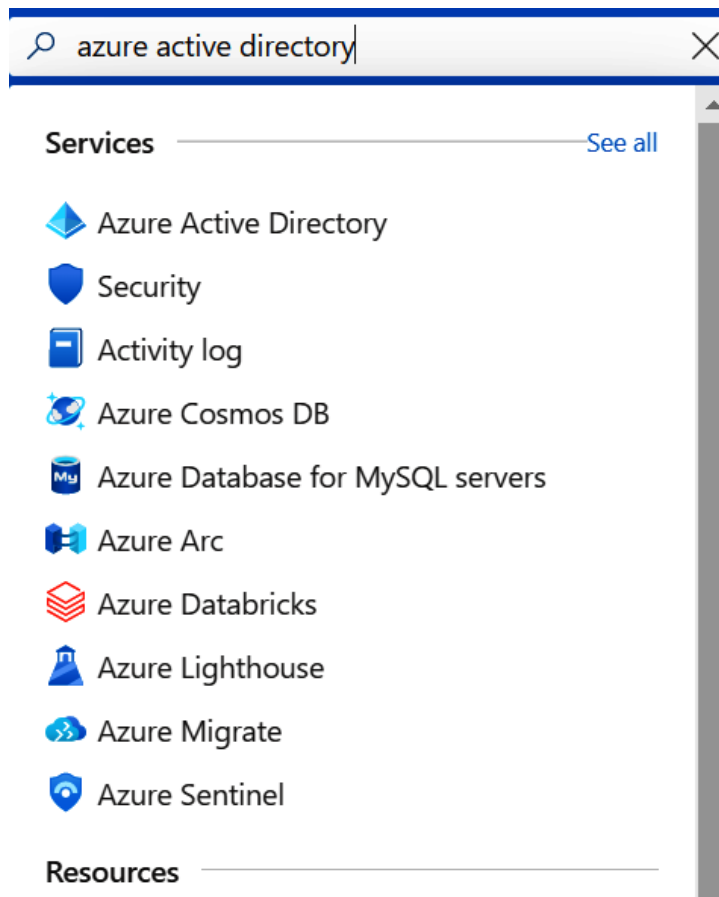 azure active directory
Services See all
Azure Active Directory
Security
Activity log
Azure Cosmos DB
My Azure Database for MySQL servers
Azure Arc
Azure Databricks
Azure Lighthouse
Azure Migrate
Azure Sentinel
Resources